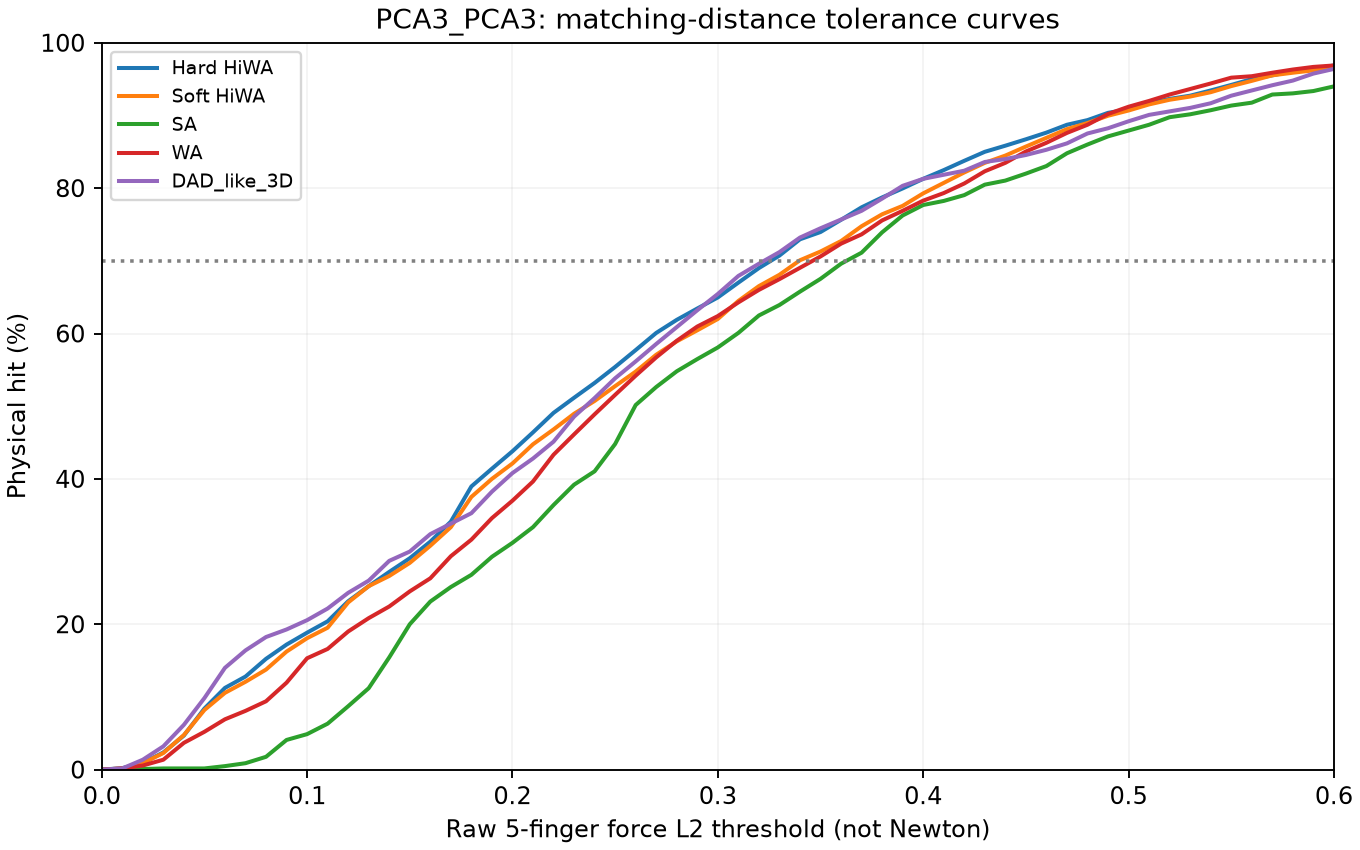 PCA3_PCA3: matching-distance tolerance curves
Hard HiWA
Soft HiWA
SA
WA
DAD_like_3D
Physical hit (%)
100
80
60
40
20
0
0.0 0.1 0.2 0.3 0.4 0.5 0.6
Raw 5-finger force L2 threshold (not Newton)